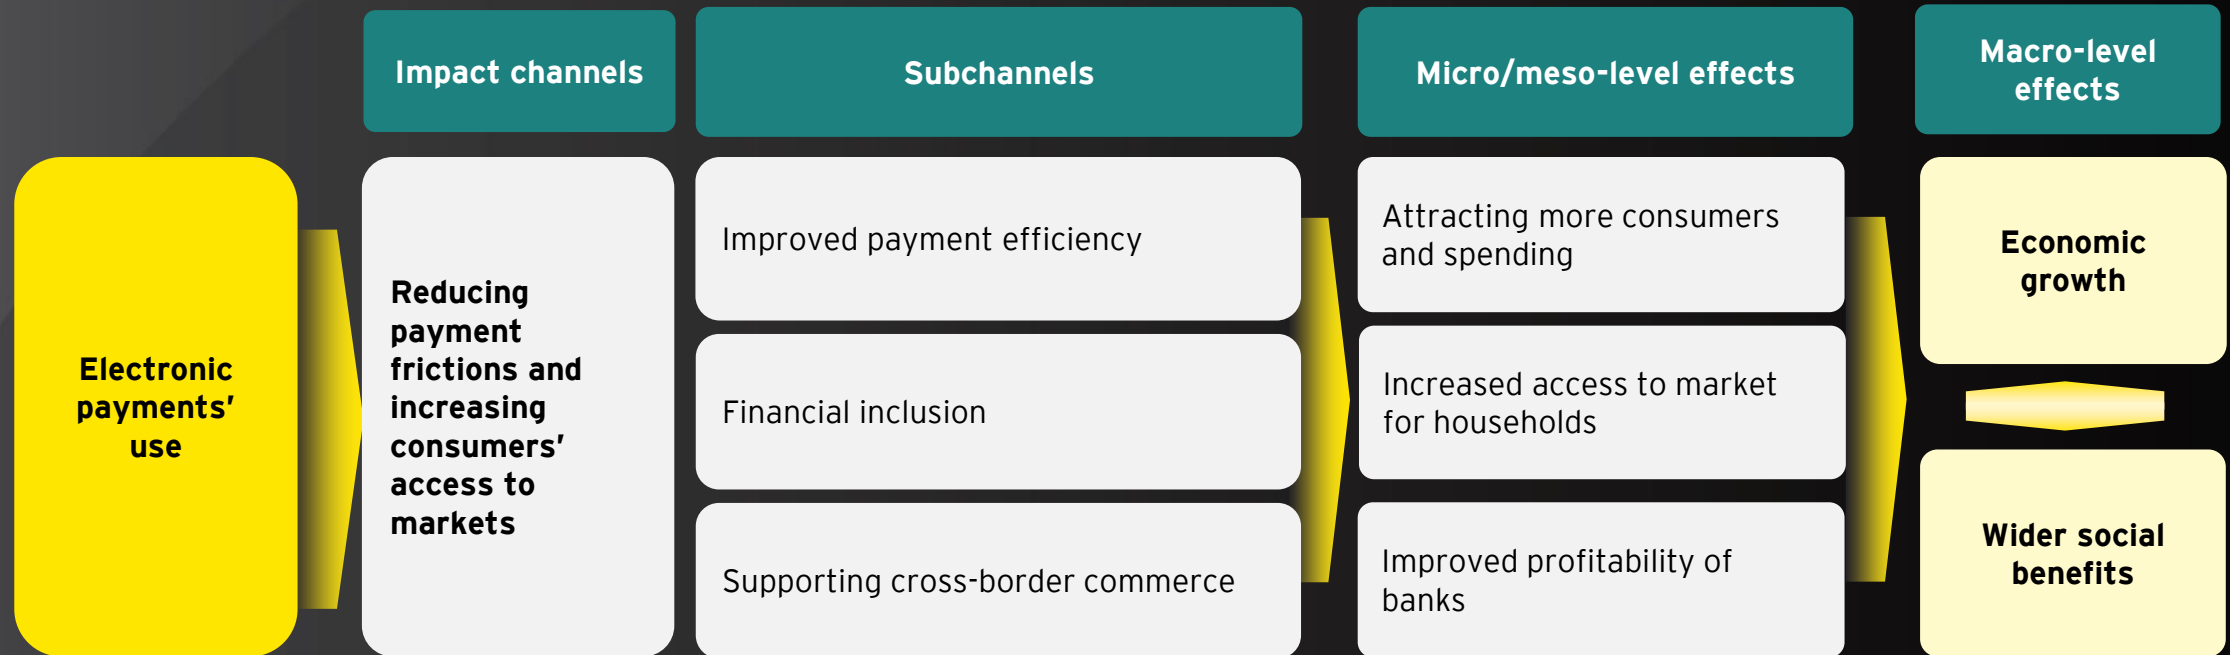 Impact channels
Subchannels
Micro/meso-level effects
Macro-level
effects
Electronic
payments’
use
Reducing
payment
frictions and
increasing
consumers’
access to
markets
Improved payment efficiency
Financial inclusion
Supporting cross-border commerce
Attracting more consumers
and spending
Increased access to market
for households
Improved profitability of
banks
Economic
growth
Wider social
benefits